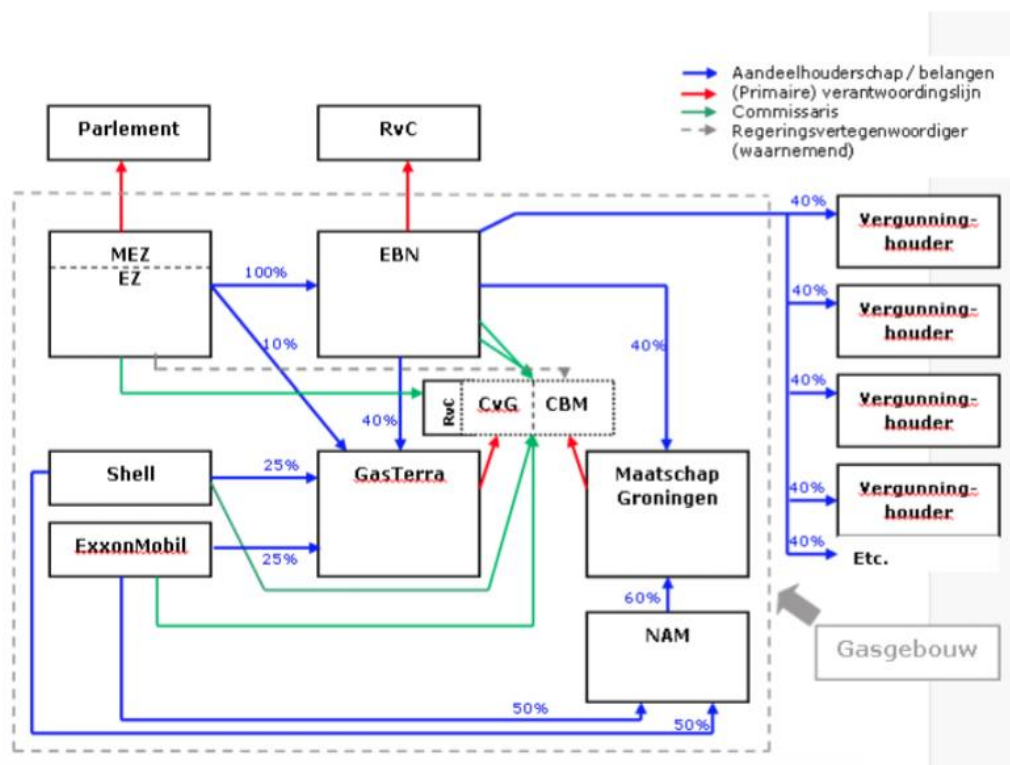 Aandeelhouderschap / belangen
(Primaire) verantwoordingslijn
Commissaris
Regeringsvertegenwoordiger
(waarnemend)
Parlement
RvC
MEZ
EZ
100%
10%
EBN
40%
40%
RvC
CvG
CBM
Shell
25%
ExxonMobil
25%
GasTerra
Maatschap
Groningen
60%
NAM
50%
50%
40%
Vergunning-
houder
40%
Vergunning-
houder
40%
Vergunning-
houder
40%
Vergunning-
houder
40%
Etc.
Gasgebouw